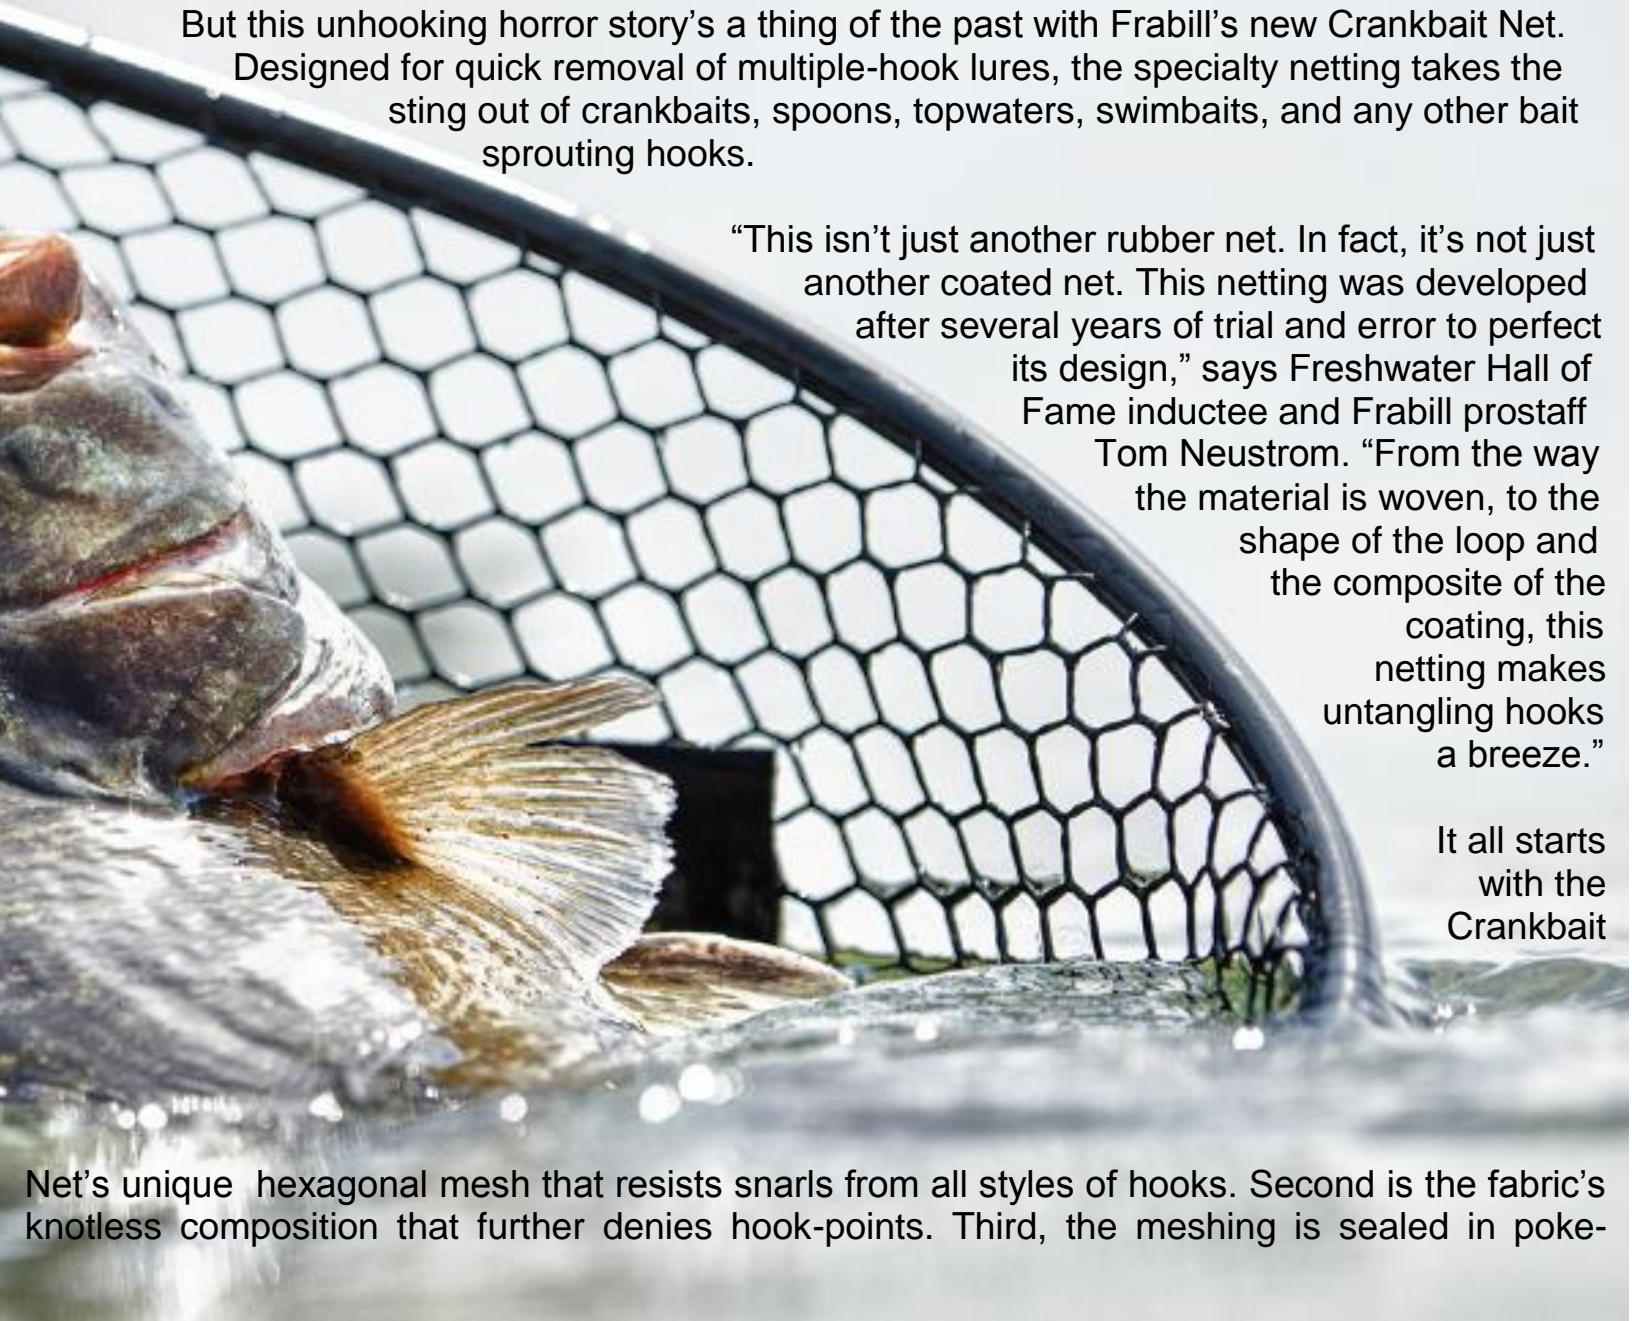 But this unhooking horror story’s a thing of the past with Frabill’s new Crankbait Net.
Designed for quick removal of multiple-hook lures, the specialty netting takes the
sting out of crankbaits, spoons, topwaters, swimbaits, and any other bait
sprouting hooks.
“This isn’t just another rubber net. In fact, it’s not just
another coated net. This netting was developed
after several years of trial and error to perfect
its design,” says Freshwater Hall of
Fame inductee and Frabill prostaff
Tom Neustrom. “From the way
the material is woven, to the
shape of the loop and
the composite of the
coating, this
netting makes
untangling hooks
a breeze.”
It all starts
with the
Crankbait
Net’s unique  hexagonal mesh that resists snarls from all styles of hooks. Second is the fabric’s
knotless composition that further denies hook-points. Third, the meshing is sealed in poke-